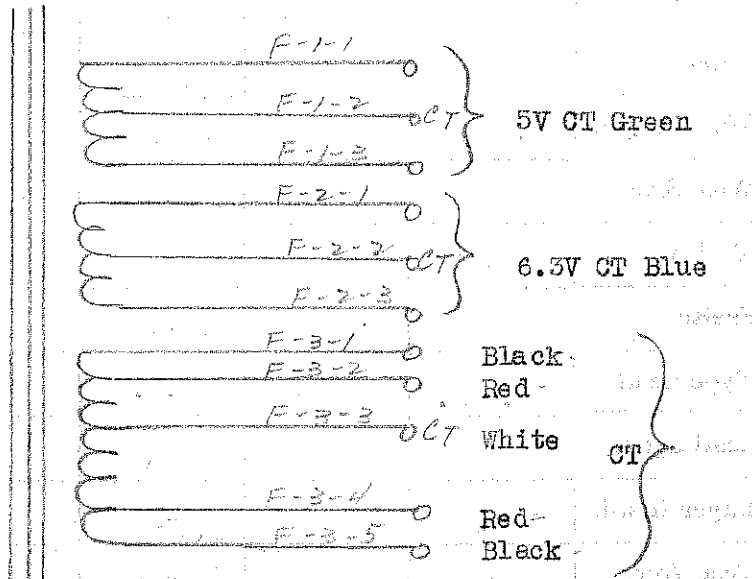 F-1-1
F-1-2 CT 5V CT Green
F-1-3
F-2-1
F-2-2 CT 6.3V CT Blue
F-2-3
F-3-1 Black
F-3-2 Red
F-3-3 CT White CT
F-3-4 Red
F-3-5 Black